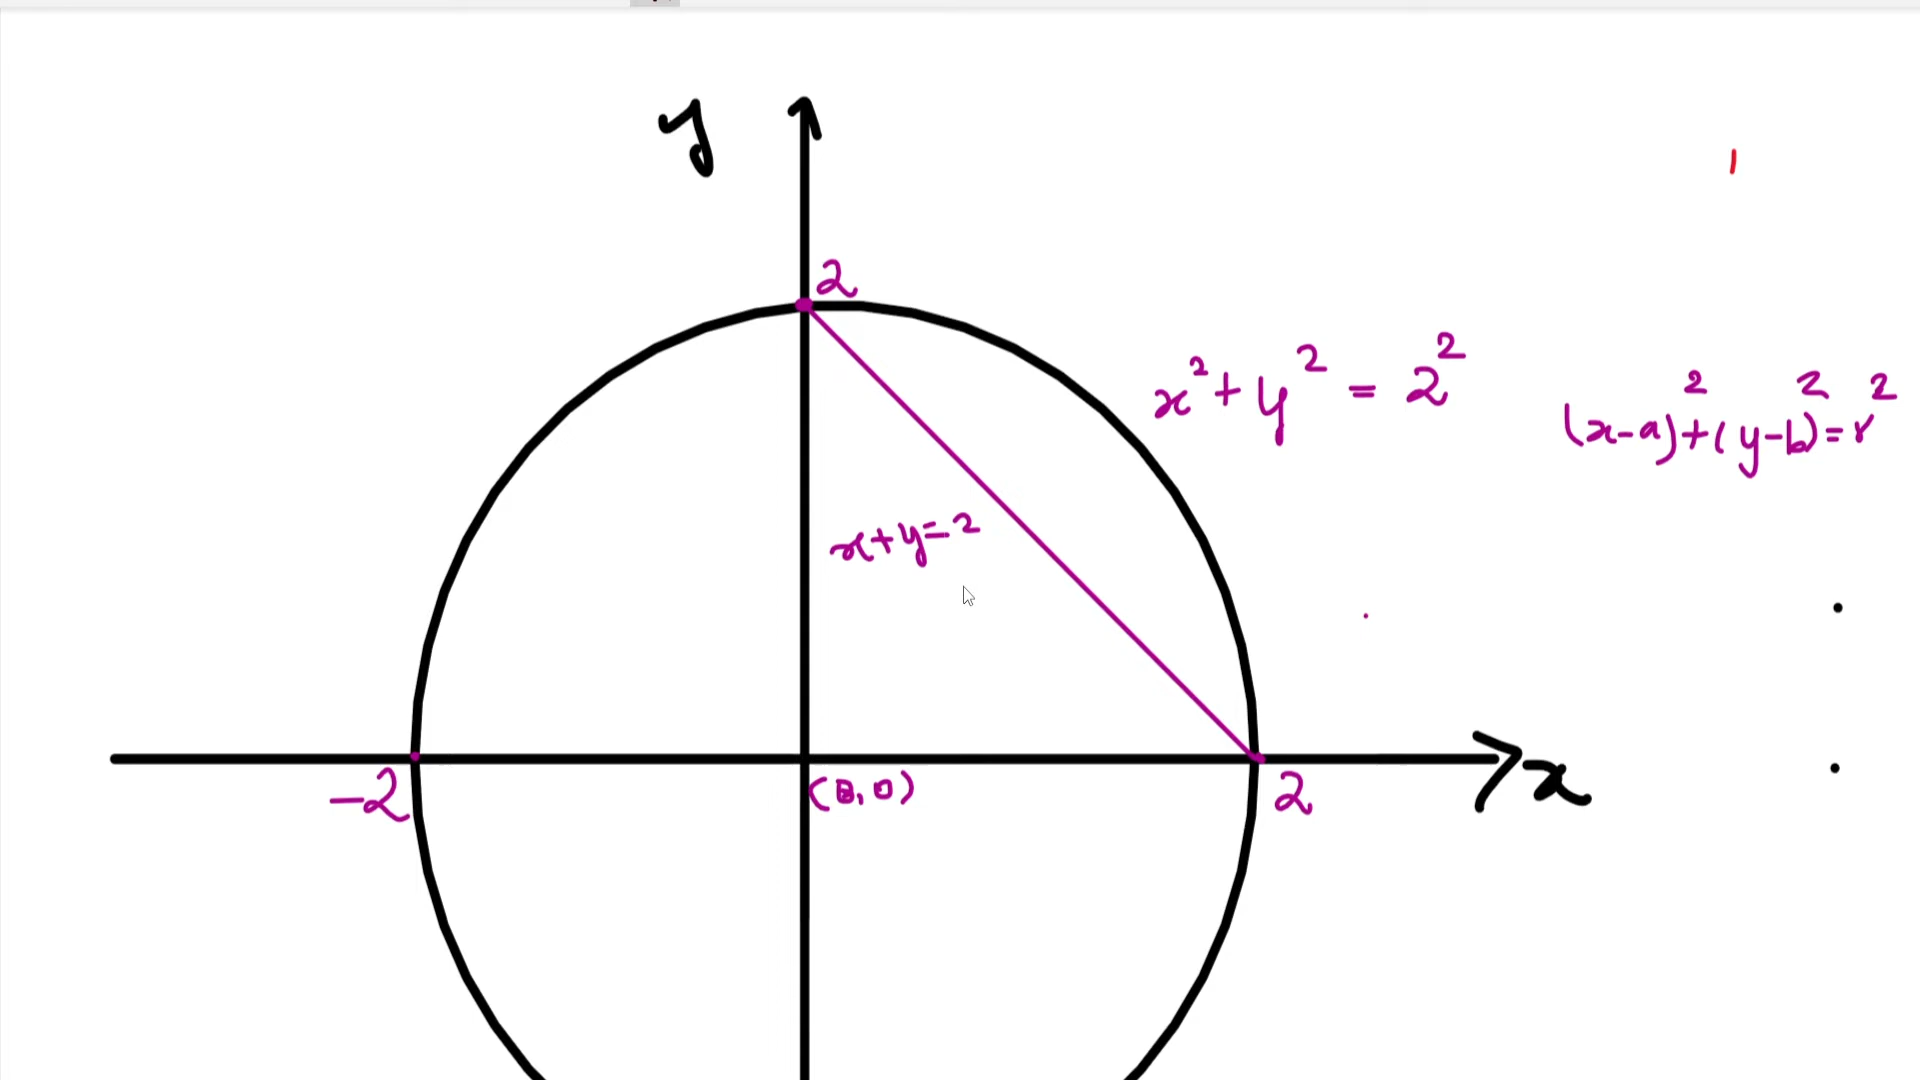 y
2
x² + y² = 2²
(x-a)² + (y-b)² = r²
x+y=2
-2
(0,0)
2
x